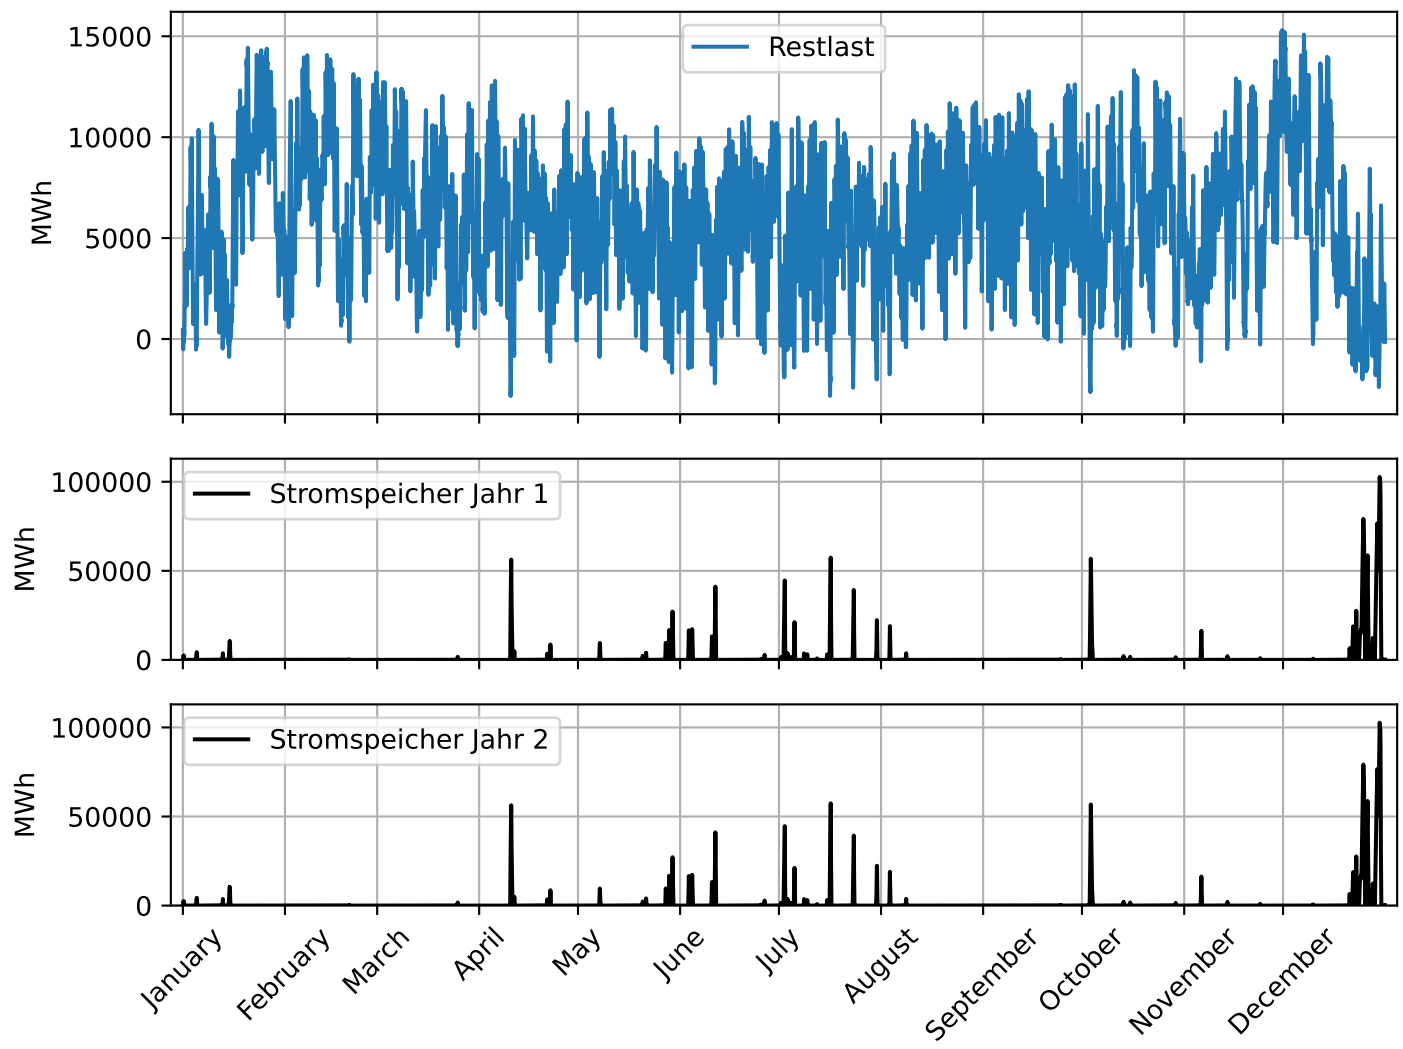 15000
Restlast
10000
MWh
5000
0
100000
Stromspeicher Jahr 1
MWh
50000
0
100000
Stromspeicher Jahr 2
MWh
50000
0
January
February
March
April
May
June
July
August
September
October
November
December